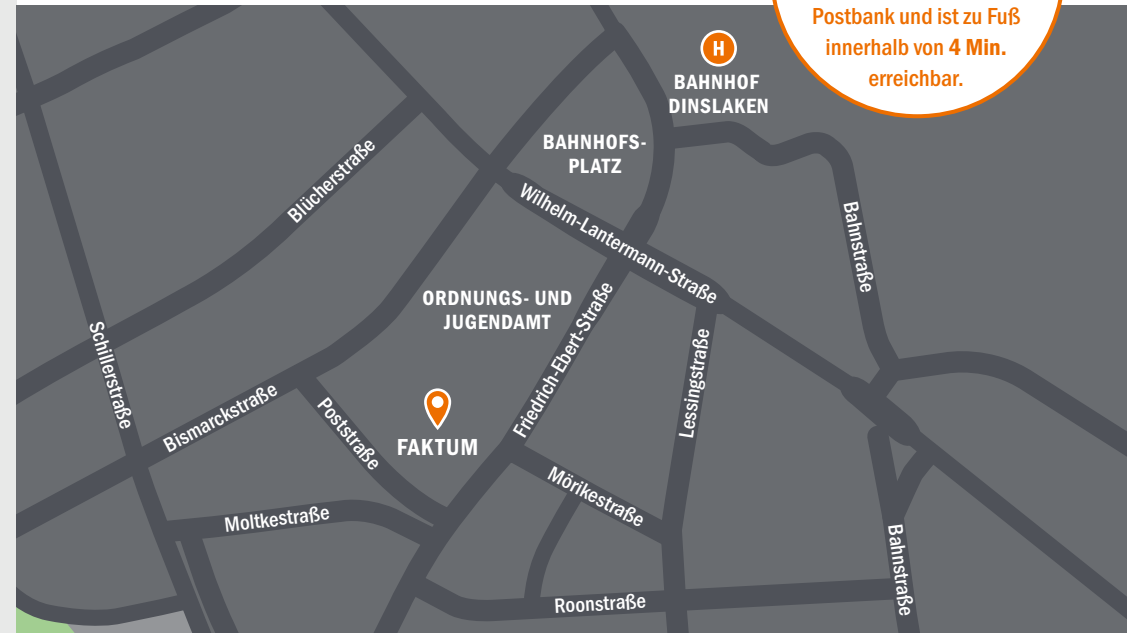 Postbank und ist zu Fuß
innerhalb von 4 Min.
erreichbar.
H
BAHNHOF
DINSLAKEN
BAHNHOFS-
PLATZ
Blücherstraße
Wilhelm-Lantermann-Straße
Bahnstraße
ORDNUNGS- UND
JUGENDAMT
Friedrich-Ebert-Straße
Schillerstraße
Lessingstraße
Bismarckstraße
Poststraße
FAKTUM
Mörikestraße
Moltkestraße
Bahnstraße
Roonstraße